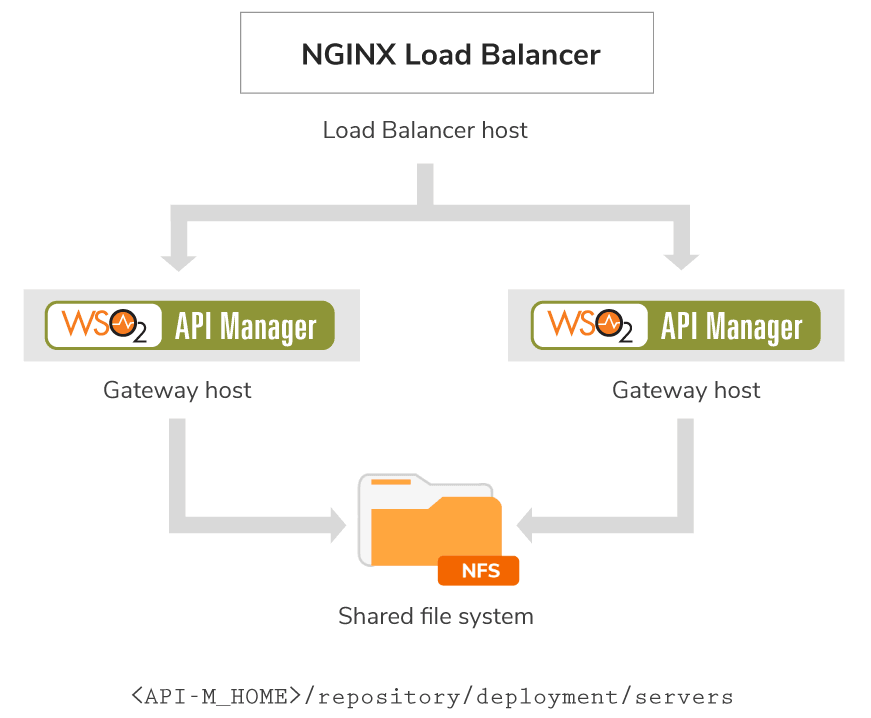 NGINX Load Balancer
Load Balancer host
WSO2 API Manager
WSO2 API Manager
Gateway host
Gateway host
NFS
Shared file system
<API-M_HOME>/repository/deployment/servers